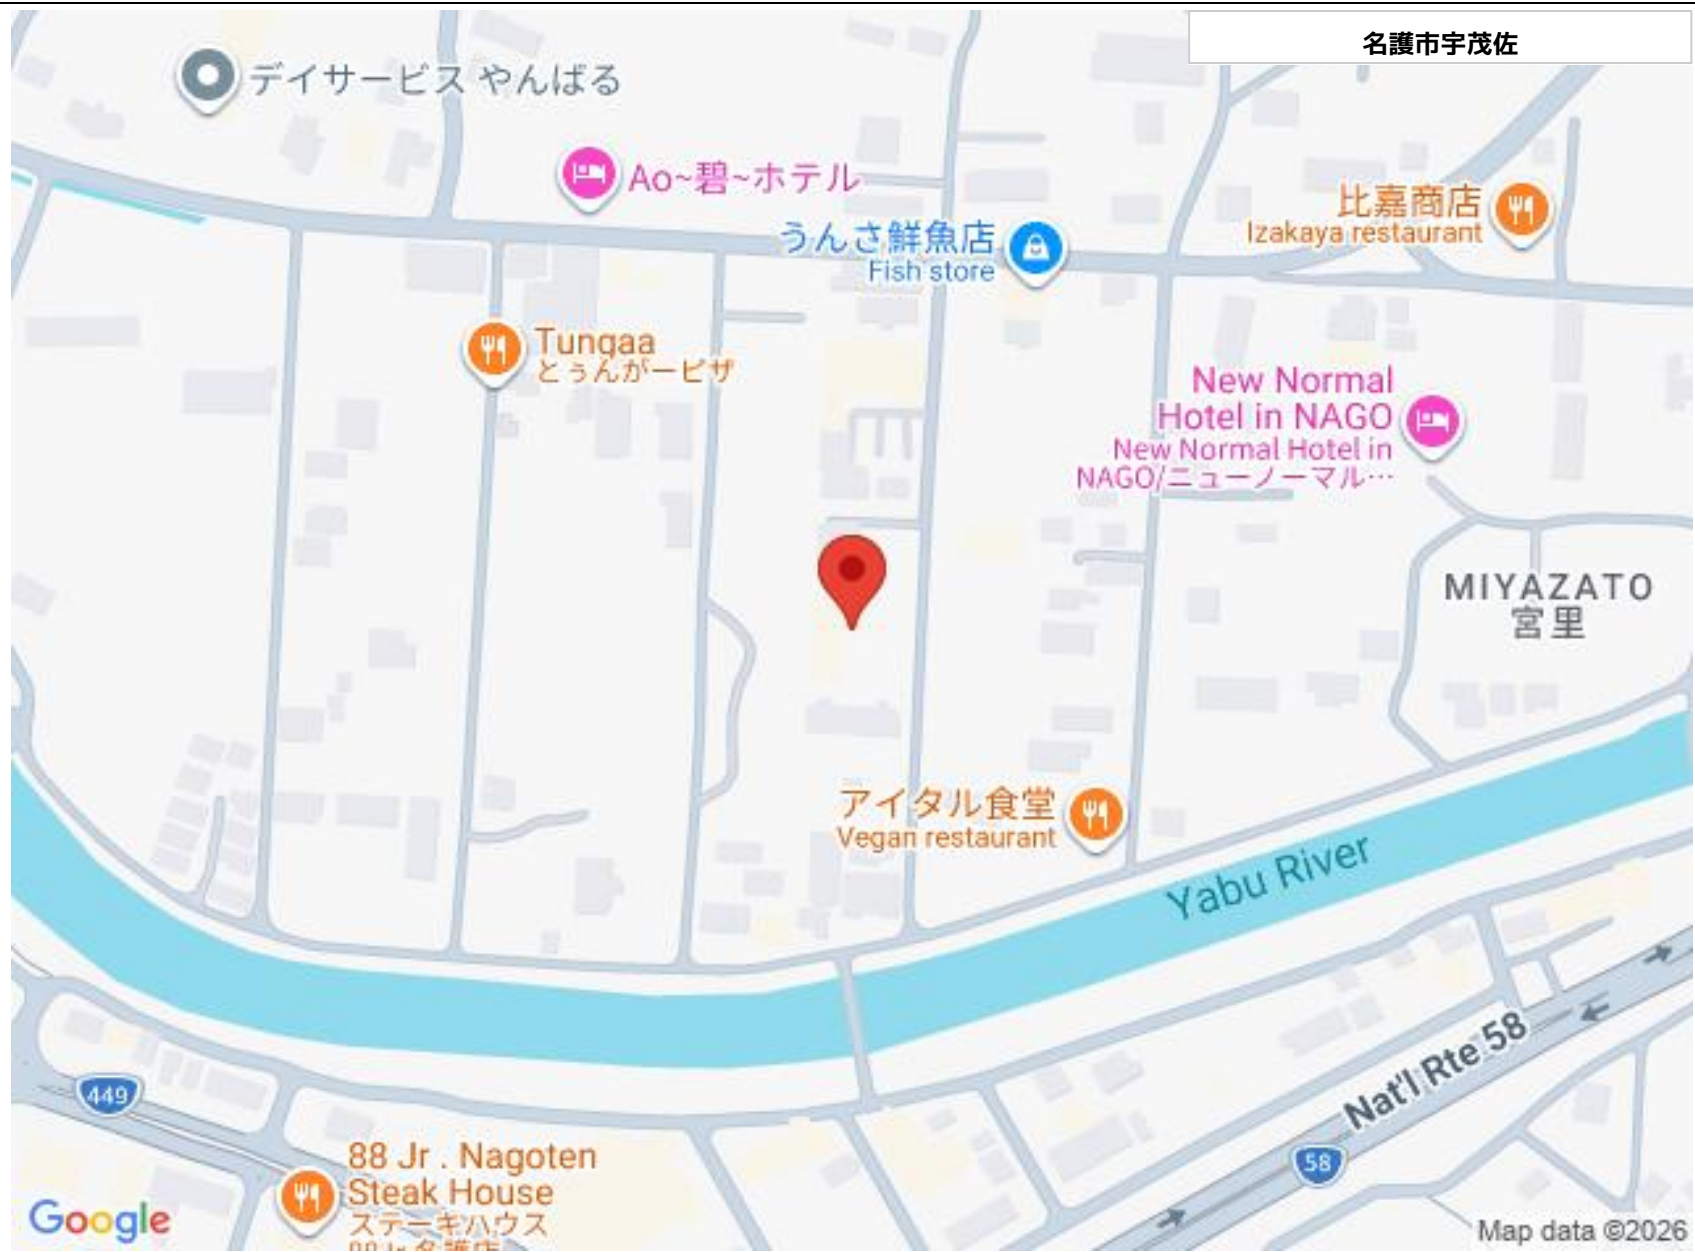 名護市宇茂佐
デイサービス やんばる
Ao~碧~ホテル
比嘉商店
Izakaya restaurant
うんさ鮮魚店
Fish store
Tungaa
とぅんがーピザ
New Normal
Hotel in NAGO
New Normal Hotel in
NAGO/ニューノーマル…
MIYAZATO
宮里
アイタル食堂
Vegan restaurant
Yabu River
Nat'l Rte 58
449
58
88 Jr . Nagoten
Steak House
ステーキハウス
88Jr.名護店
Google
Map data ©2026